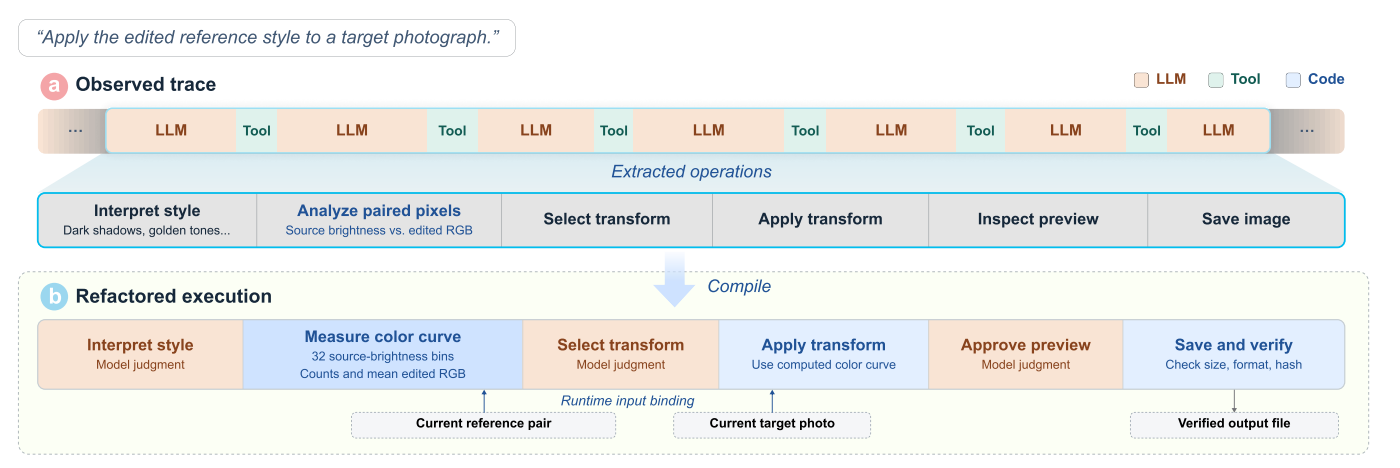 “Apply the edited reference style to a target photograph.”
a Observed trace
LLM Tool Code
... LLM Tool LLM Tool LLM Tool LLM Tool LLM Tool LLM Tool LLM ...
Extracted operations
Interpret style
Dark shadows, golden tones...
Analyze paired pixels
Source brightness vs. edited RGB
Select transform
Apply transform
Inspect preview
Save image
Compile
b Refactored execution
Interpret style
Model judgment
Measure color curve
32 source-brightness bins
Counts and mean edited RGB
Select transform
Model judgment
Apply transform
Use computed color curve
Approve preview
Model judgment
Save and verify
Check size, format, hash
Runtime input binding
Current reference pair
Current target photo
Verified output file